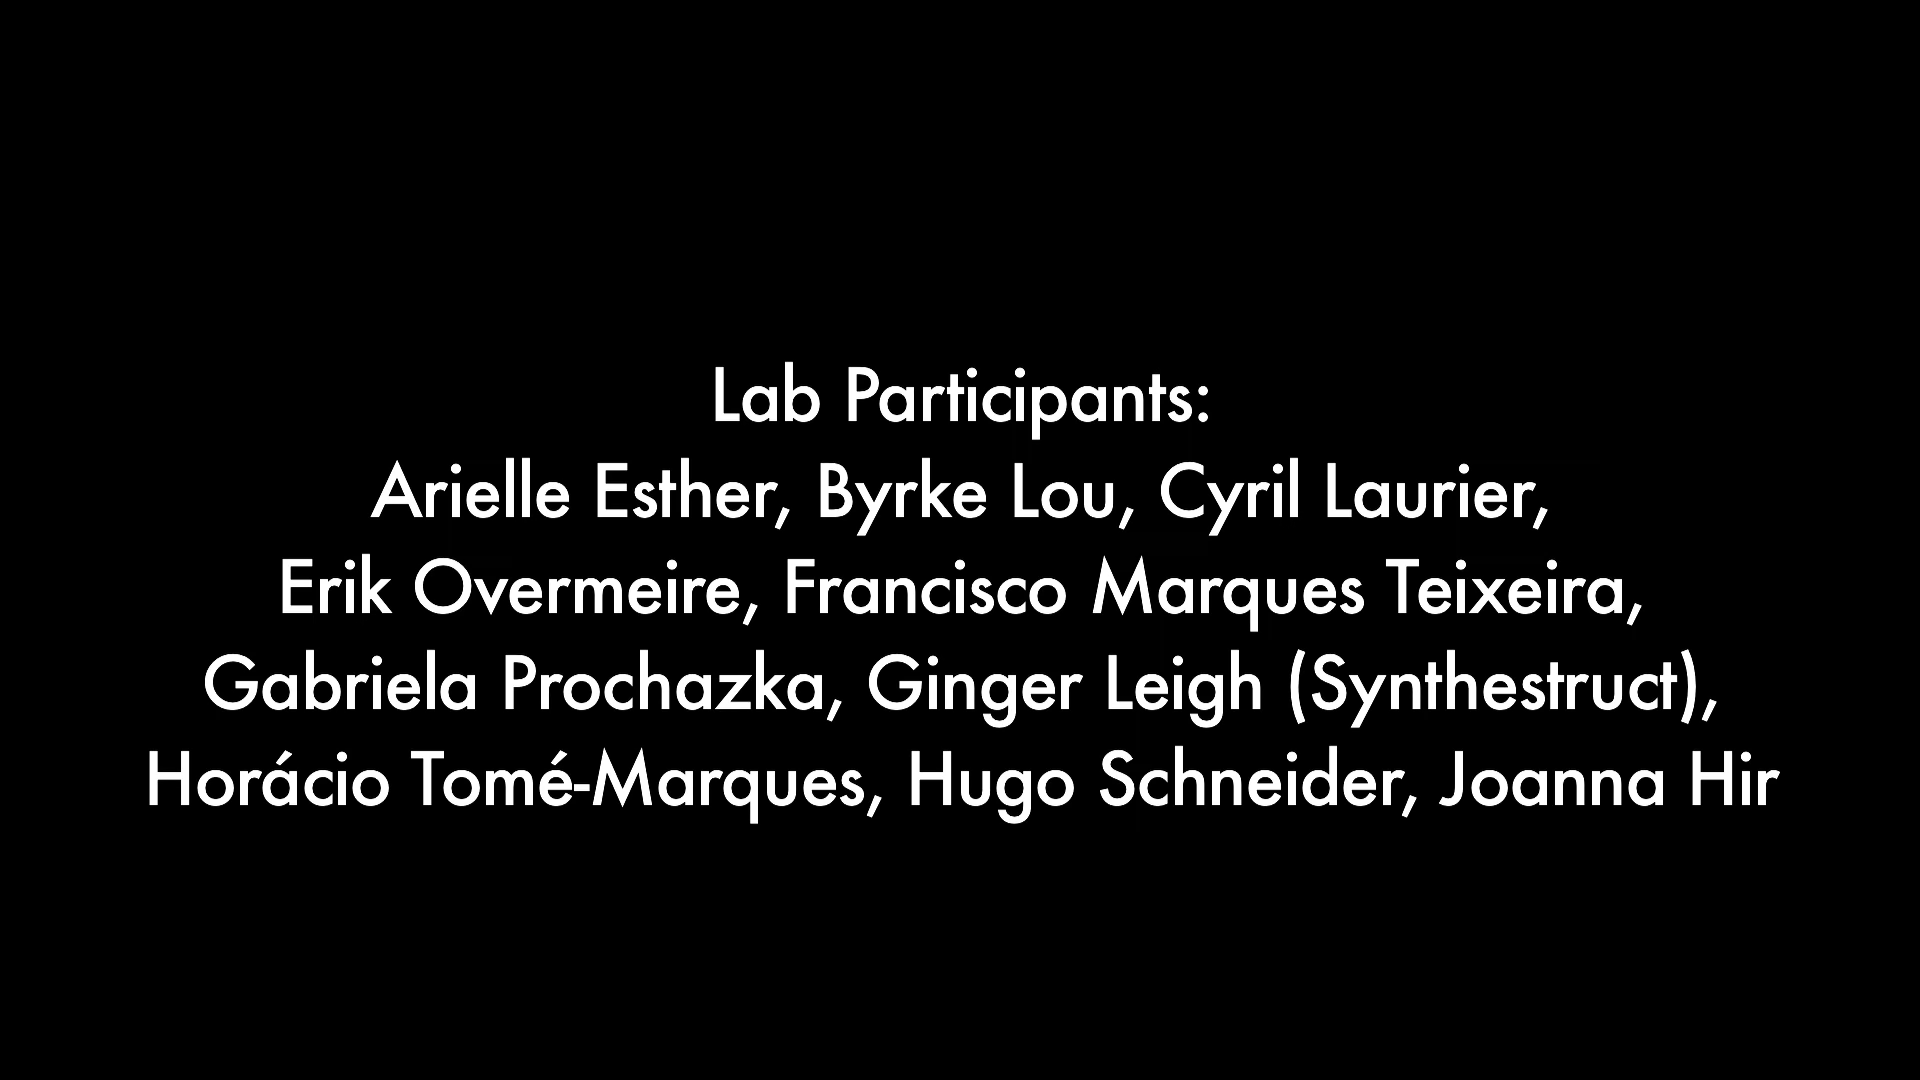 Lab Participants:
Arielle Esther, Byrke Lou, Cyril Laurier,
Erik Overmeire, Francisco Marques Teixeira,
Gabriela Prochazka, Ginger Leigh (Synthestruct),
Horácio Tomé-Marques, Hugo Schneider, Joanna Hir